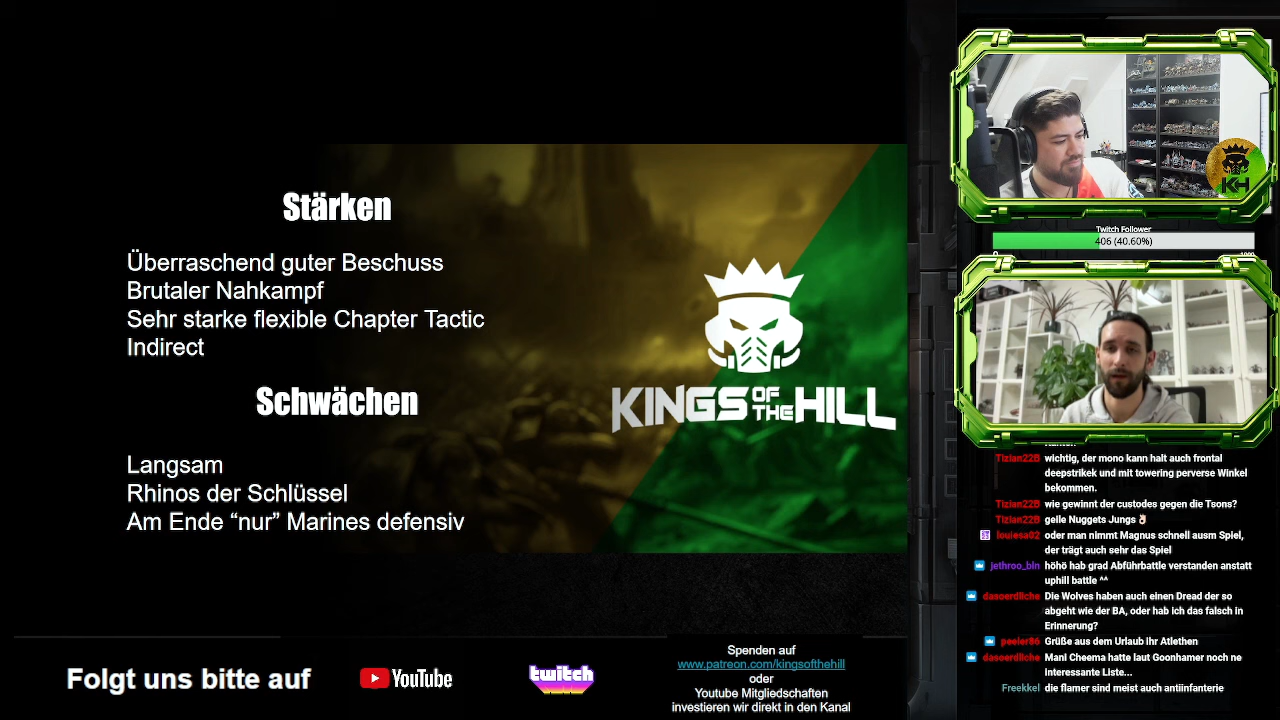 Stärken
Überraschend guter Beschuss
Brutaler Nahkampf
Sehr starke flexible Chapter Tactic
Indirect
Schwächen
Langsam
Rhinos der Schlüssel
Am Ende “nur” Marines defensiv
KINGS OF THE HILL
Folgt uns bitte auf
YouTube
twitch
Spenden auf
www.patreon.com/kingsofthehill
oder
Youtube Mitgliedschaften
investieren wir direkt in den Kanal
KH
Twitch Follower
406 (40.60%)
Tizian22B wichtig, der mono kann halt auch frontal
deepstrikek und mit towering perverse Winkel
bekommen.
Tizian22B wie gewinnt der custodes gegen die Tsons?
Tizian22B geile Nuggets Jungs 👌🏻
louiesa02 oder man nimmt Magnus schnell ausm Spiel,
der trägt auch sehr das Spiel
jethroo_bln höhö hab grad Abführbattle verstanden anstatt
uphill battle ^^
dasoerdliche Die Wolves haben auch einen Dread der so
abgeht wie der BA, oder hab ich das falsch in
Erinnerung?
peeler86 Grüße aus dem Urlaub ihr Atlethen
dasoerdliche Mani Cheema hatte laut Goonhamer noch ne
interessante Liste...
Freekkel die flamer sind meist auch antiinfanterie